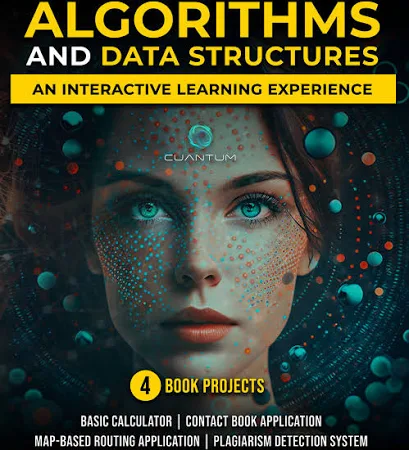 ALGORITHMS
AND DATA STRUCTURES
AN INTERACTIVE LEARNING EXPERIENCE
CUANTUM
4 BOOK PROJECTS
BASIC CALCULATOR | CONTACT BOOK APPLICATION
MAP-BASED ROUTING APPLICATION | PLAGIARISM DETECTION SYSTEM